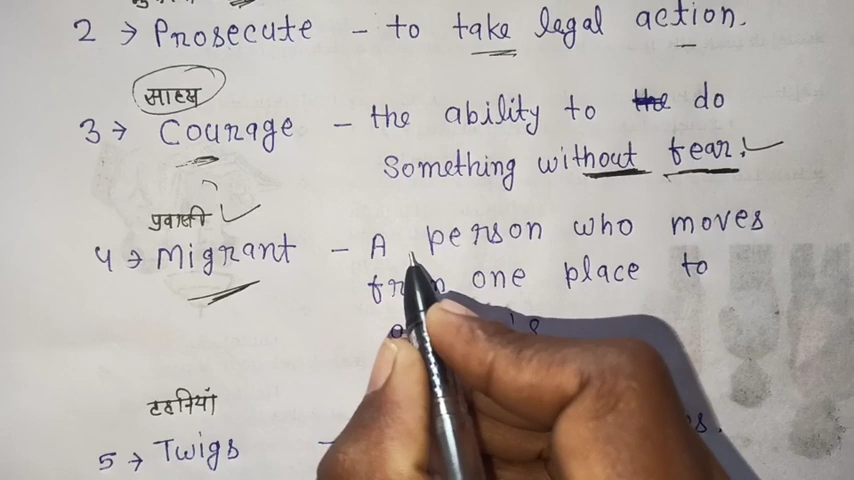 2 → Prosecute – to take legal action.
साहस
3 → Courage – the ability to do
Something without fear.
प्रवासी
4 → Migrant – A person who moves
from one place to
टहनियाँ
5 → Twigs –